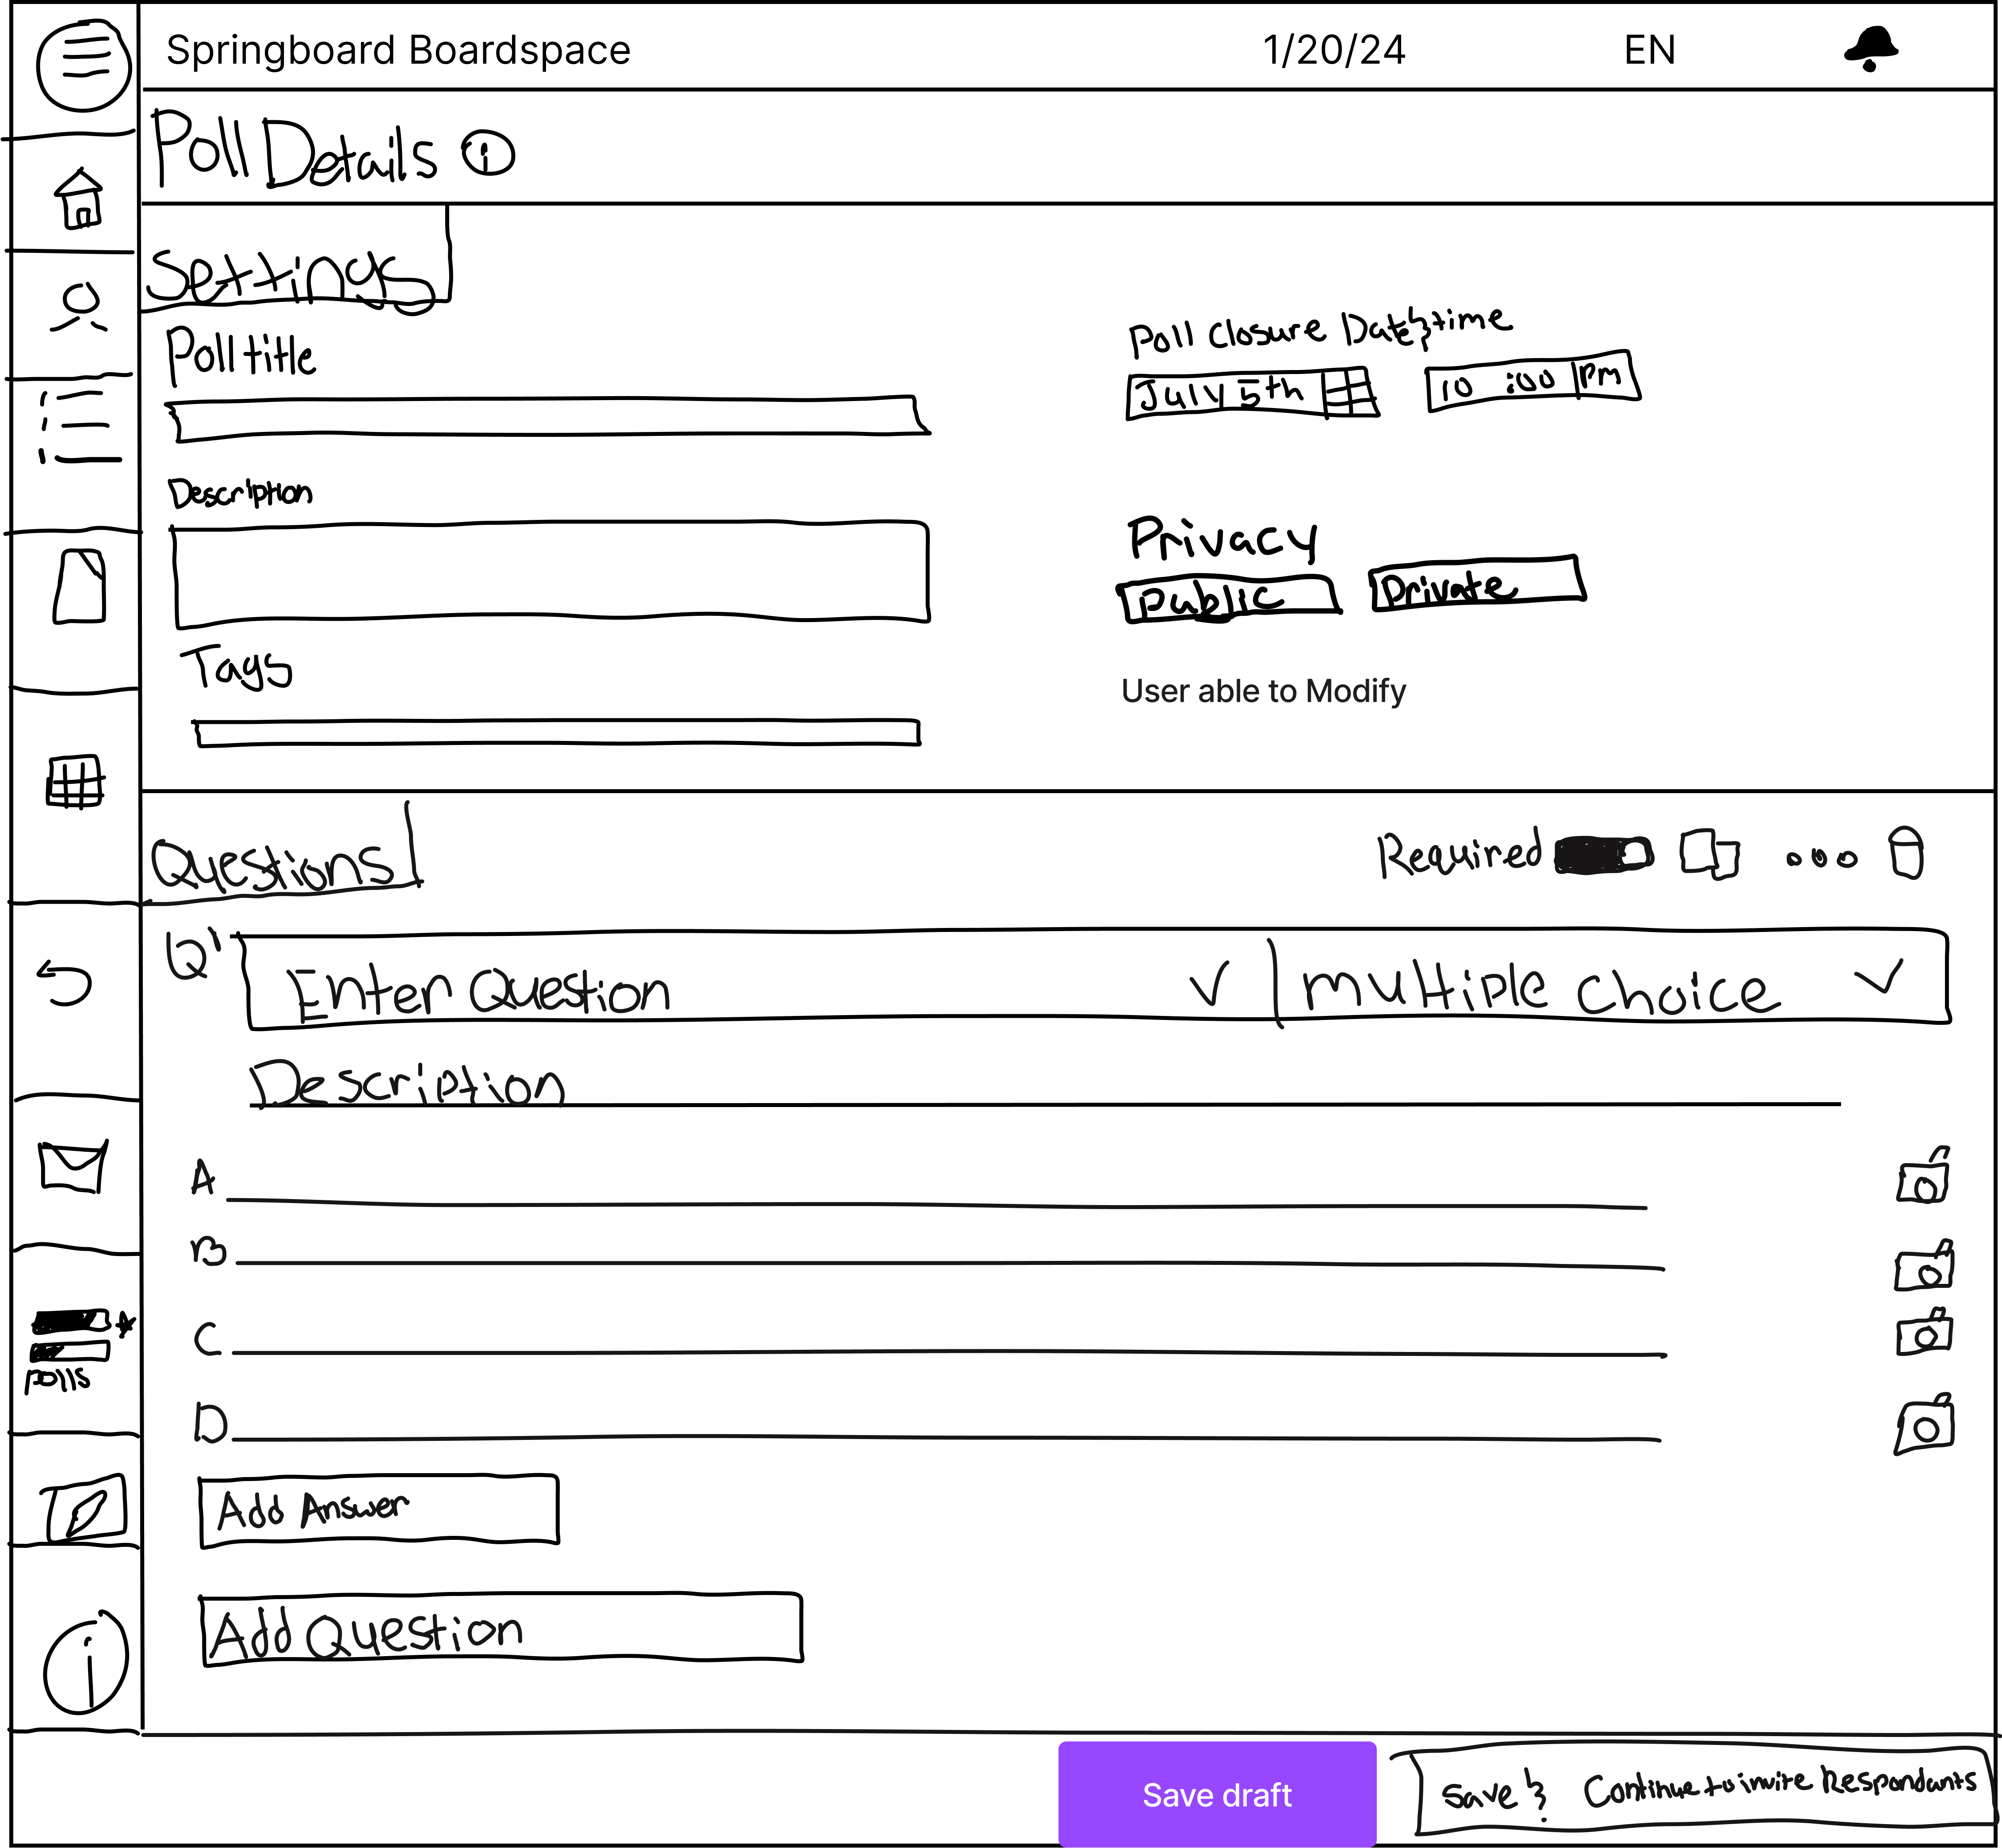 Springboard Boardspace 1/20/24 EN
Poll Details i
Settings
Poll title
Poll Closure Date & time
July 5th 10 :00 Pm
Description
Privacy
Public Private
Tags
User able to Modify
Questions Required
Q1 Enter Question Multiple Choice
Description
A
B
C
D
polls
Add Answer
Add Question
i
Save draft Save & Continue to invite Respondants